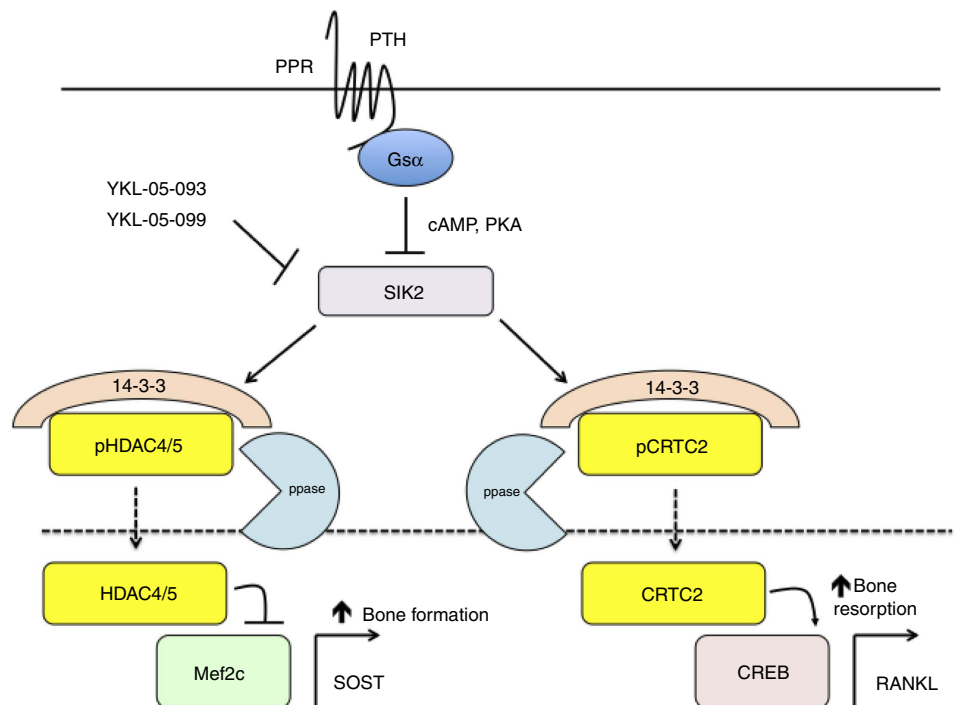 PTH
PPR
Gsα
YKL-05-093
YKL-05-099
cAMP, PKA
SIK2
14-3-3
14-3-3
pHDAC4/5
pCRTC2
ppase
ppase
HDAC4/5
CRTC2
Bone
resorption
Bone formation
Mef2c
SOST
CREB
RANKL